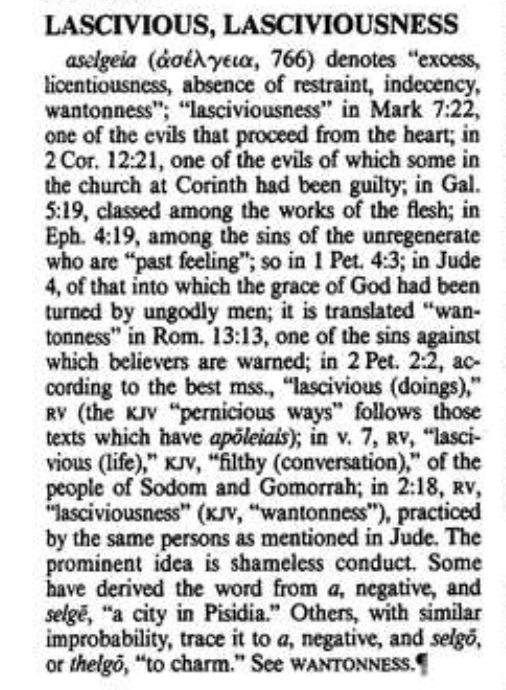 LASCIVIOUS, LASCIVIOUSNESS
aselgeia (ἀσέλγεια, 766) denotes “excess,
licentiousness, absence of restraint, indecency,
wantonness”; “lasciviousness” in Mark 7:22,
one of the evils that proceed from the heart; in
2 Cor. 12:21, one of the evils of which some in
the church at Corinth had been guilty; in Gal.
5:19, classed among the works of the flesh; in
Eph. 4:19, among the sins of the unregenerate
who are “past feeling”; so in 1 Pet. 4:3; in Jude
4, of that into which the grace of God had been
turned by ungodly men; it is translated “wan-
tonness” in Rom. 13:13, one of the sins against
which believers are warned; in 2 Pet. 2:2, ac-
cording to the best mss., “lascivious (doings),”
RV (the KJV “pernicious ways” follows those
texts which have apōleiais); in v. 7, RV, “lasci-
vious (life),” KJV, “filthy (conversation),” of the
people of Sodom and Gomorrah; in 2:18, RV,
“lasciviousness” (KJV, “wantonness”), practiced
by the same persons as mentioned in Jude. The
prominent idea is shameless conduct. Some
have derived the word from a, negative, and
selgē, “a city in Pisidia.” Others, with similar
improbability, trace it to a, negative, and selgō,
or thelgō, “to charm.” See WANTONNESS.¶